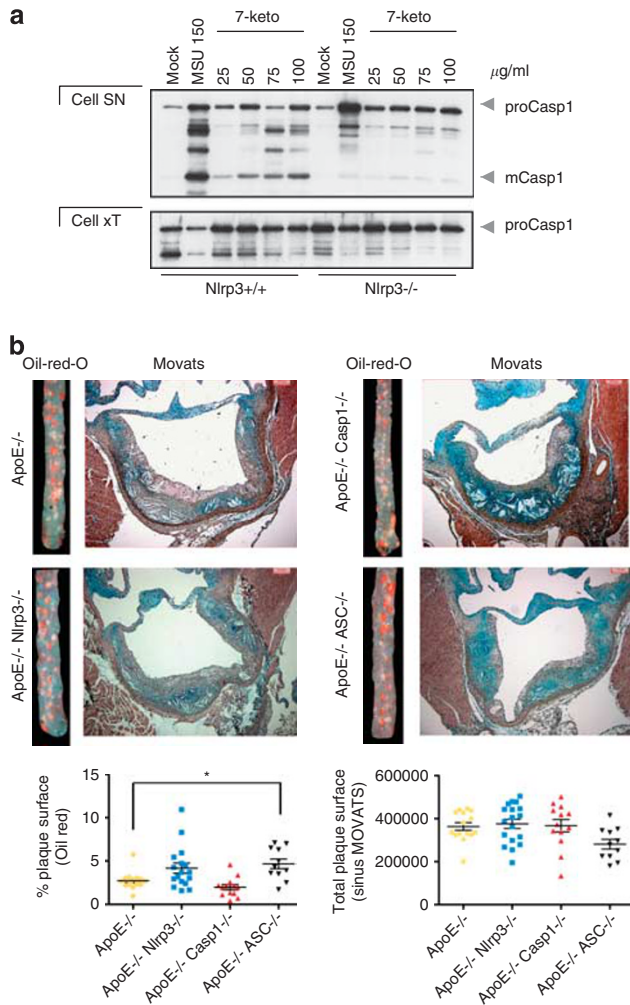 a
7-keto 7-keto
Mock MSU 150 25 50 75 100 Mock MSU 150 25 50 75 100 μg/ml
Cell SN
proCasp1
mCasp1
Cell xT
proCasp1
Nlrp3+/+ Nlrp3-/-
b
Oil-red-O Movats Oil-red-O Movats
ApoE-/-
ApoE-/- Casp1-/-
ApoE-/- Nlrp3-/-
ApoE-/- ASC-/-
% plaque surface
(Oil red)
15
10
5
0
*
ApoE-/-
ApoE-/- Nlrp3-/-
ApoE-/- Casp1-/-
ApoE-/- ASC-/-
Total plaque surface
(sinus MOVATS)
600000
400000
200000
0
ApoE-/-
ApoE-/- Nlrp3-/-
ApoE-/- Casp1-/-
ApoE-/- ASC-/-